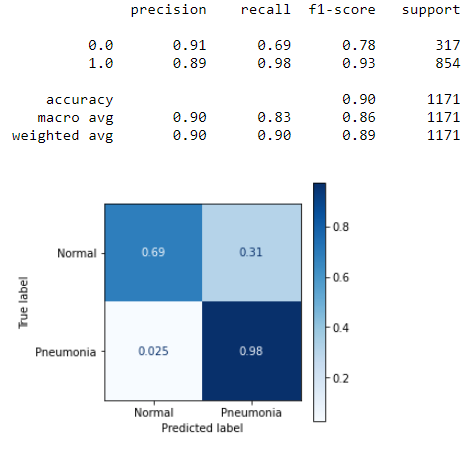 precision recall f1-score support
0.0 0.91 0.69 0.78 317
1.0 0.89 0.98 0.93 854
accuracy 0.90 1171
macro avg 0.90 0.83 0.86 1171
weighted avg 0.90 0.90 0.89 1171
True label
Normal 0.69 0.31
Pneumonia 0.025 0.98
Normal Pneumonia
Predicted label
0.8
0.6
0.4
0.2